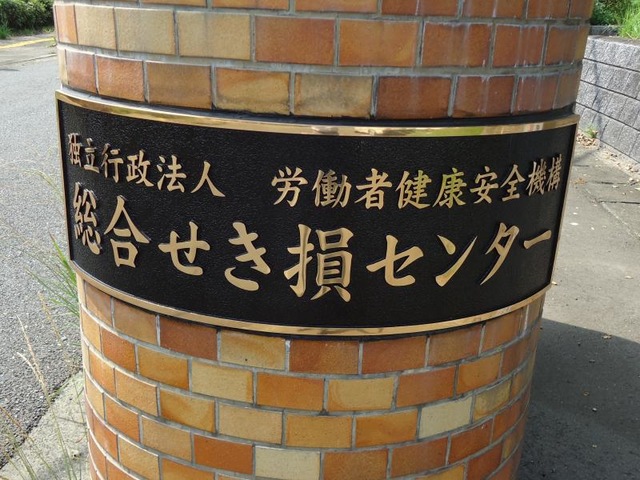 独立行政法人 労働者健康安全機構
総合せき損センター